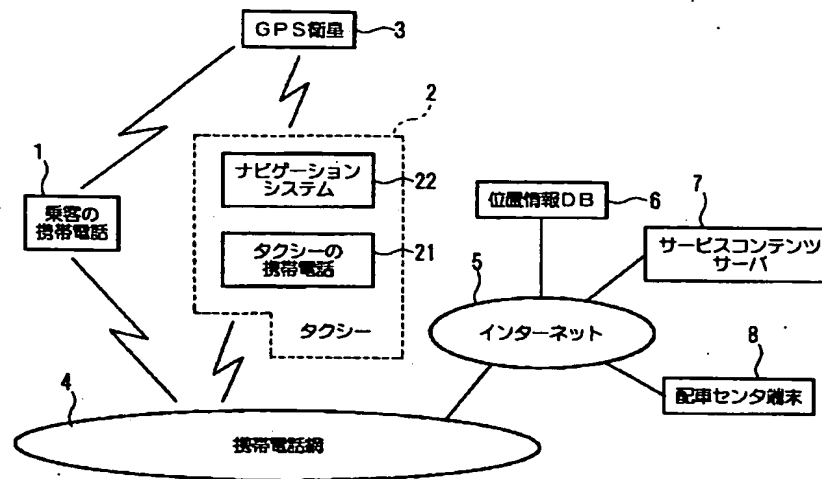 GPS衛星
3
2
1
乗客の
携帯電話
ナビゲーション
システム
22
タクシーの
携帯電話
21
タクシー
位置情報DB
6
7
サービスコンテンツ
サーバ
5
インターネット
8
配車センタ端末
4
携帯電話網